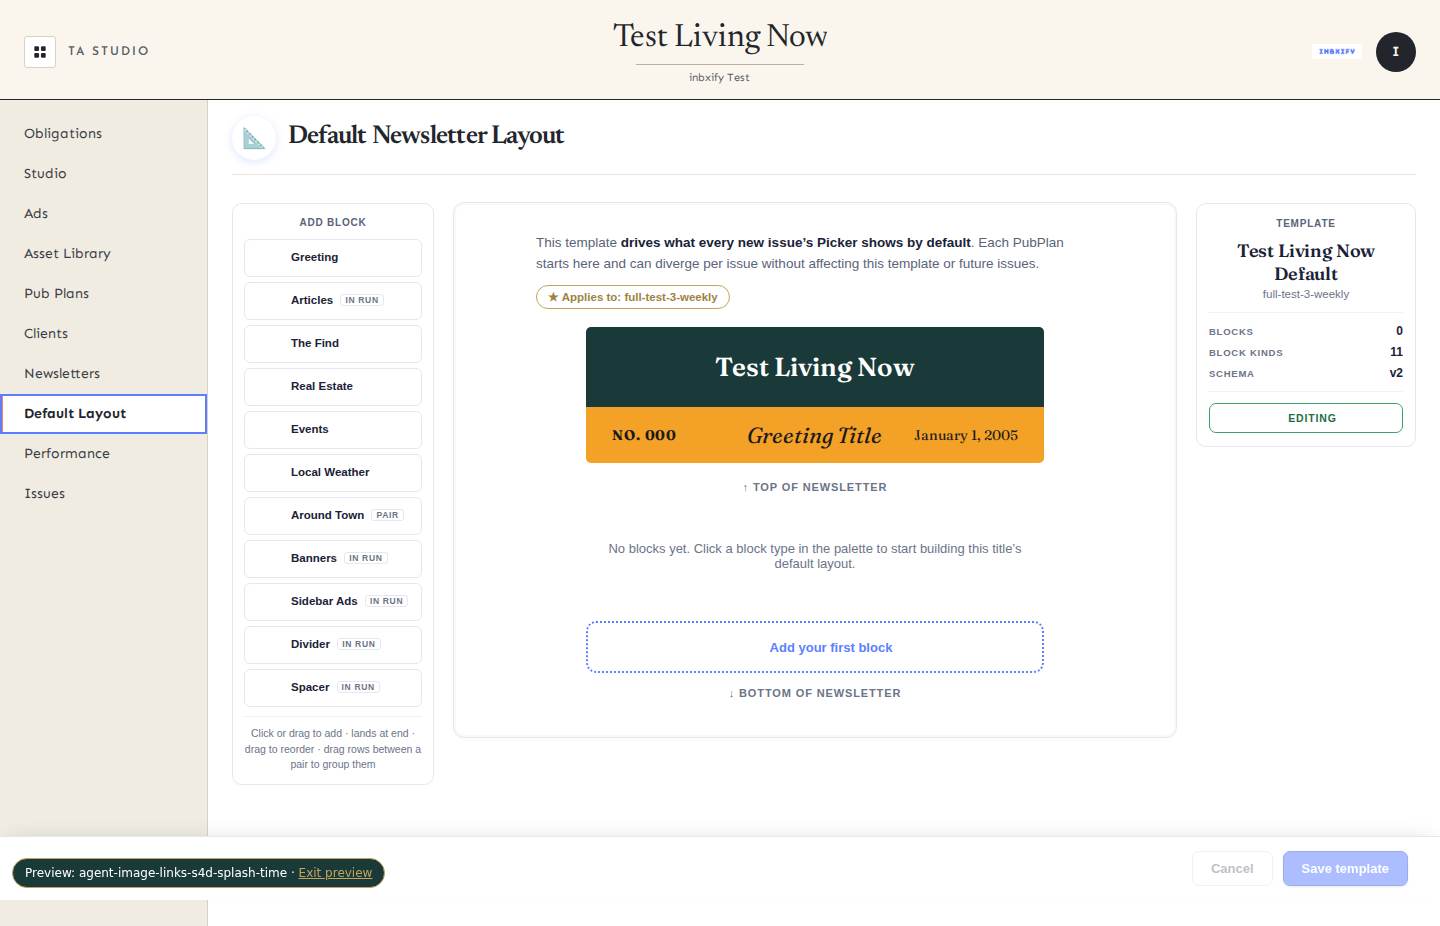 TA STUDIO
Test Living Now
inbxify Test
INBXIFY
I
Obligations
Studio
Ads
Asset Library
Pub Plans
Clients
Newsletters
Default Layout
Performance
Issues
Default Newsletter Layout
ADD BLOCK
Greeting
Articles IN RUN
The Find
Real Estate
Events
Local Weather
Around Town PAIR
Banners IN RUN
Sidebar Ads IN RUN
Divider IN RUN
Spacer IN RUN
Click or drag to add · lands at end ·
drag to reorder · drag rows between a
pair to group them
This template drives what every new issue's Picker shows by default. Each PubPlan
starts here and can diverge per issue without affecting this template or future issues.
★ Applies to: full-test-3-weekly
Test Living Now
NO. 000 Greeting Title January 1, 2005
↑ TOP OF NEWSLETTER
No blocks yet. Click a block type in the palette to start building this title's
default layout.
Add your first block
↓ BOTTOM OF NEWSLETTER
TEMPLATE
Test Living Now
Default
full-test-3-weekly
BLOCKS 0
BLOCK KINDS 11
SCHEMA v2
EDITING
Preview: agent-image-links-s4d-splash-time · Exit preview
Cancel
Save template